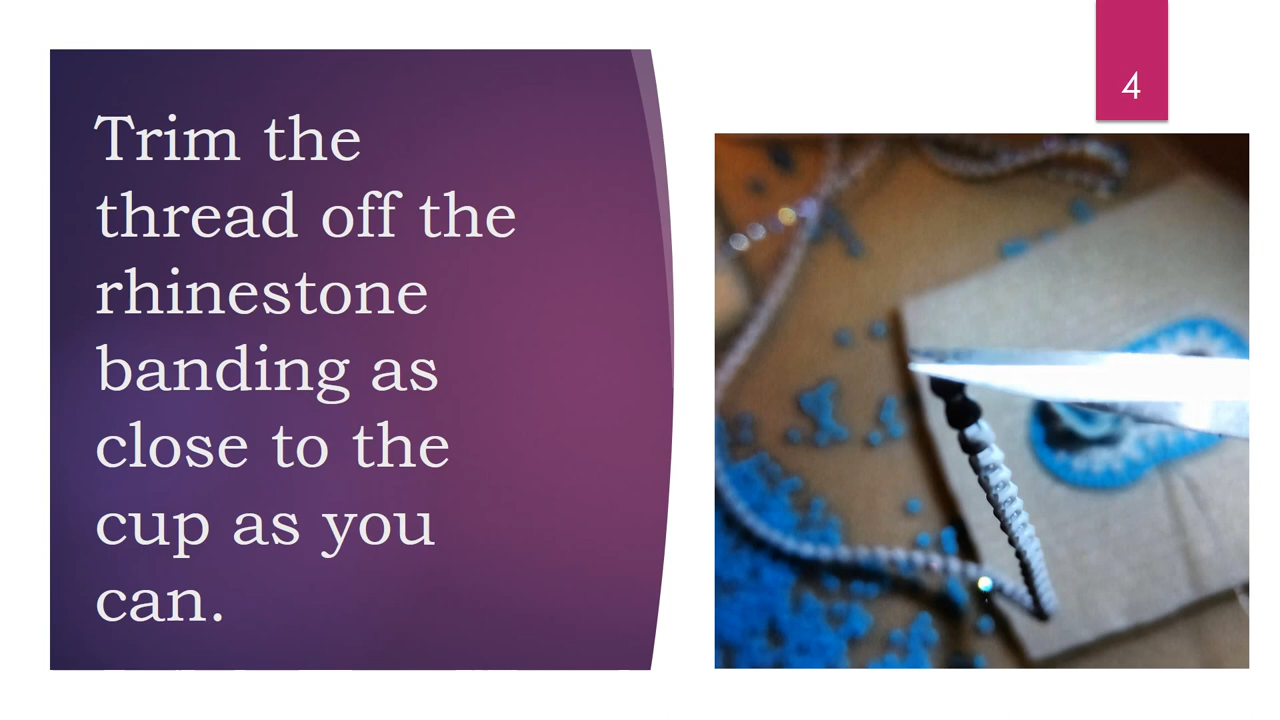 Trim the
thread off the
rhinestone
banding as
close to the
cup as you
can.
4